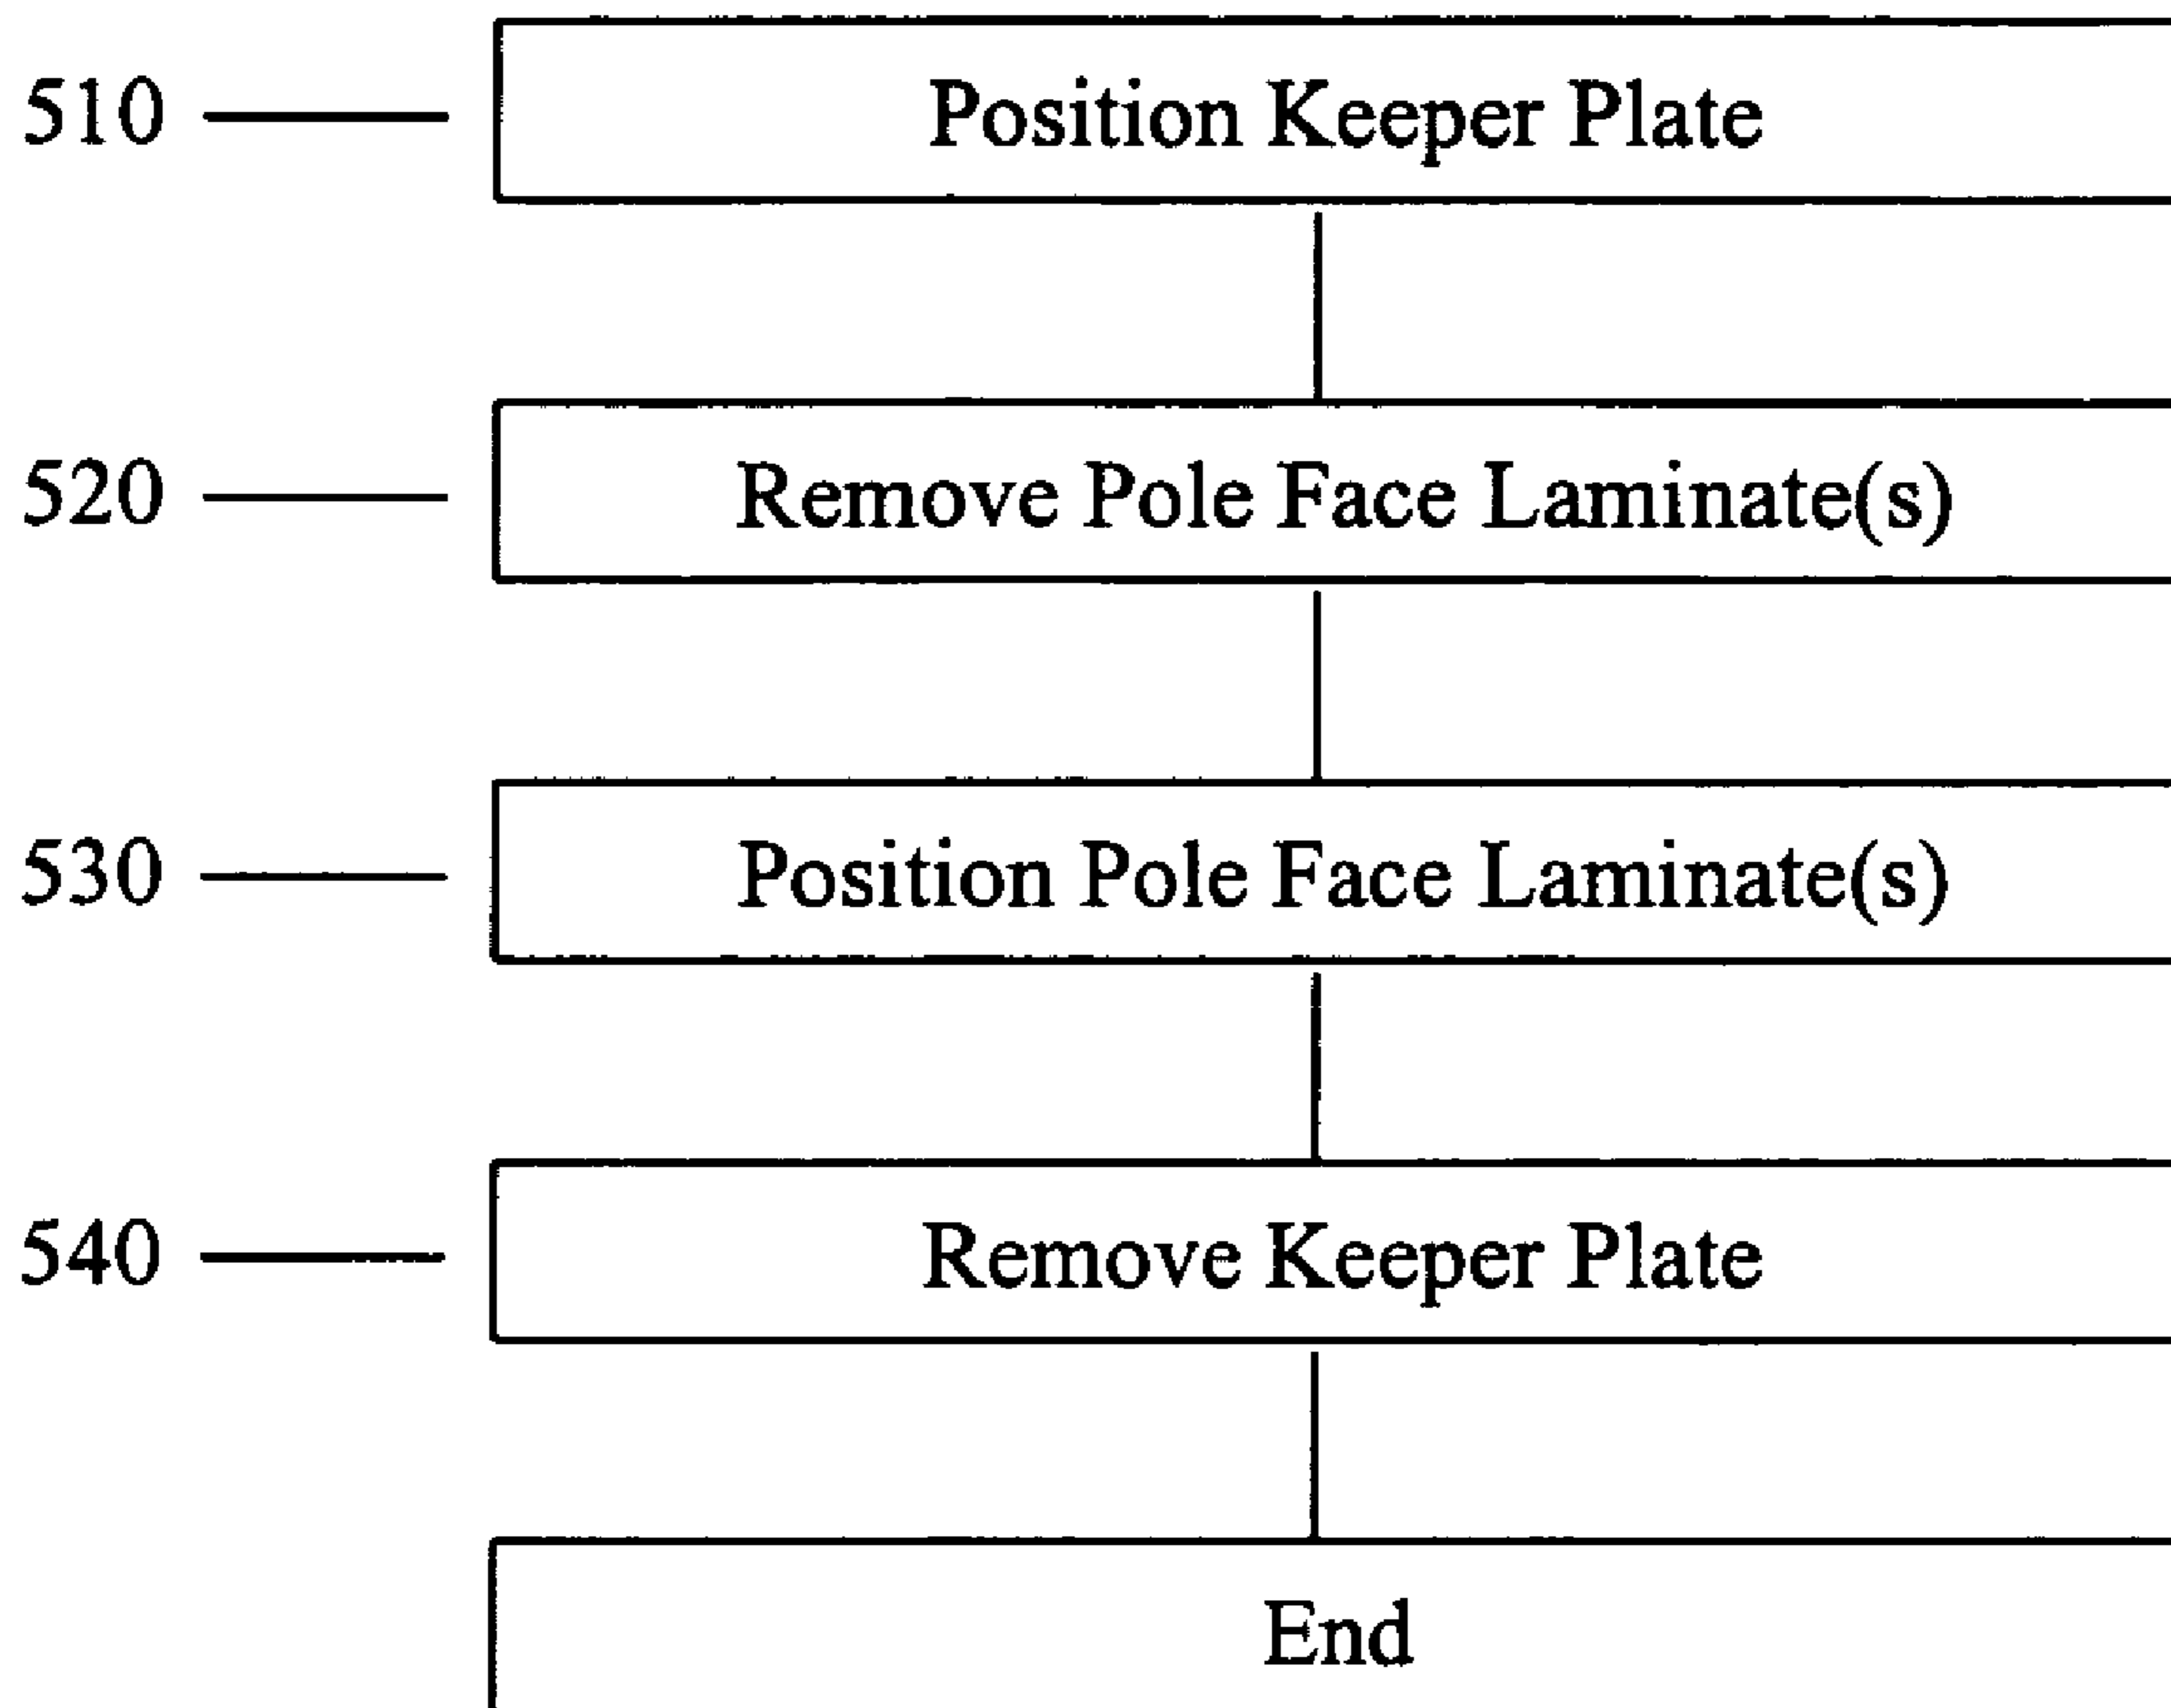 510 Position Keeper Plate
520 Remove Pole Face Laminate(s)
530 Position Pole Face Laminate(s)
540 Remove Keeper Plate
End